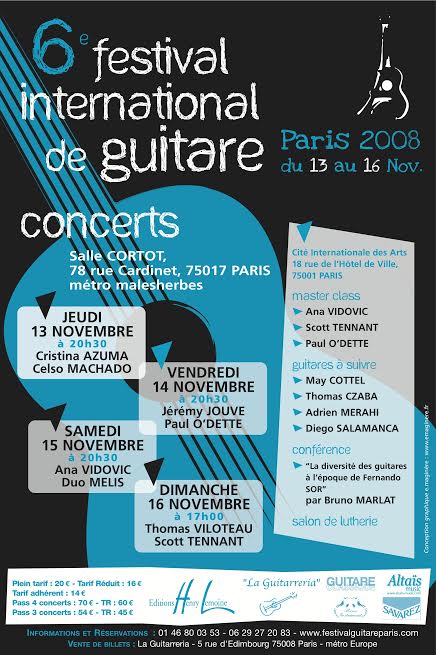 6e festival
international
de guitare
Paris 2008
du 13 au 16 Nov.
concerts
Salle CORTOT,
78 rue Cardinet, 75017 PARIS
métro malesherbes
JEUDI
13 NOVEMBRE
à 20h30
Cristina AZUMA
Celso MACHADO
VENDREDI
14 NOVEMBRE
à 20h30
Jérémy JOUVE
Paul O'DETTE
SAMEDI
15 NOVEMBRE
à 20h30
Ana VIDOVIC
Duo MELIS
DIMANCHE
16 NOVEMBRE
à 17h00
Thomas VILOTEAU
Scott TENNANT
Cité Internationale des Arts
18 rue de l'Hôtel de Ville,
75001 PARIS
master class
Ana VIDOVIC
Scott TENNANT
Paul O'DETTE
guitares à suivre
May COTTEL
Thomas CZABA
Adrien MERAHI
Diego SALAMANCA
conférence
"La diversité des guitares
à l'époque de Fernando
SOR"
par Bruno MARLAT
salon de lutherie
Conception graphique e.maginère : www.emaginere.fr
Plein tarif : 20 € - Tarif Réduit : 16 €
Tarif adhérent : 14 €
Pass 4 concerts : 70 € - TR : 60 €
Pass 3 concerts : 54 € - TR : 45 €
Editions Henry Lemoine
"La Guitarreria"
GUITARE
Altaïs
music
SAVAREZ
INFORMATIONS ET RÉSERVATIONS : 01 46 80 03 53 - 06 29 27 20 83 - www.festivalguitareparis.com
VENTE DE BILLETS : La Guitarreria - 5 rue d'Edimbourg 75008 Paris - métro Europe